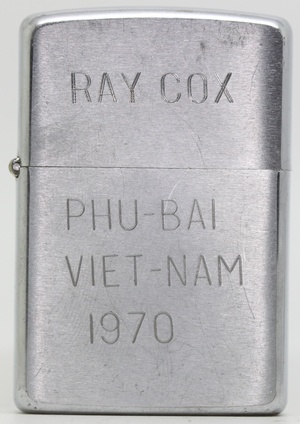 RAY COX
PHU-BAI
VIET-NAM
1970